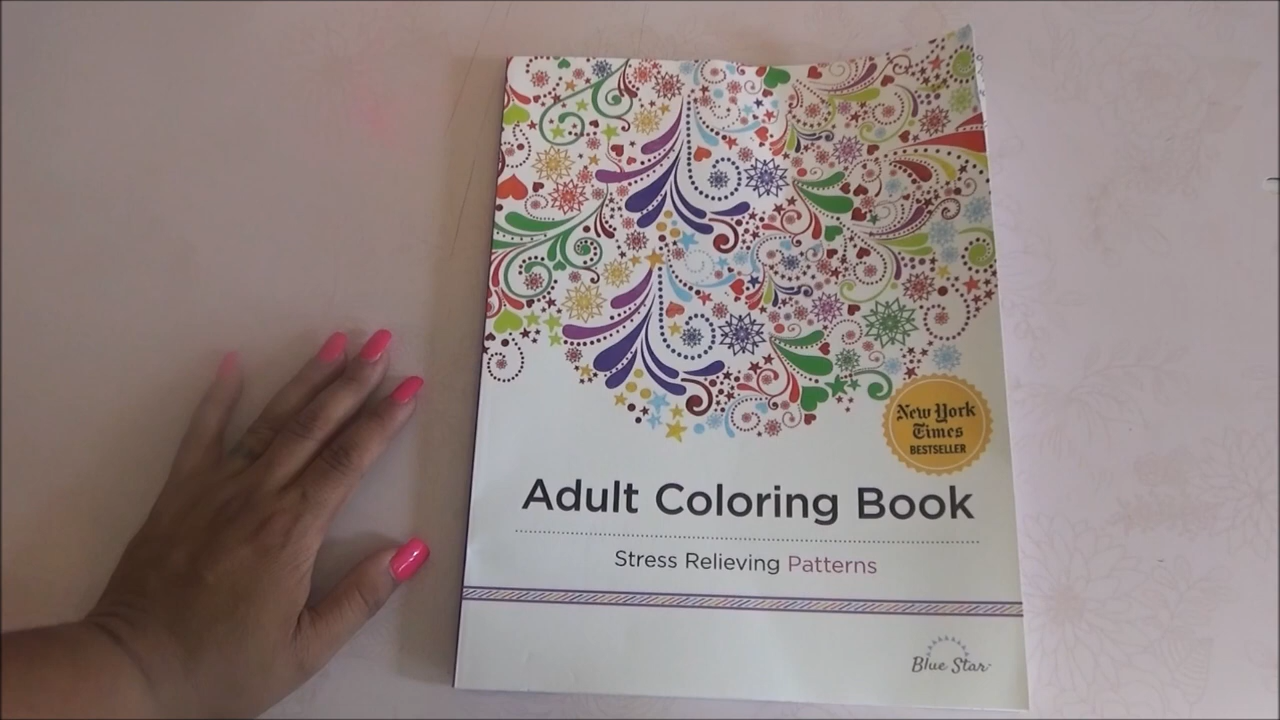 New York
Times
BESTSELLER
Adult Coloring Book
Stress Relieving Patterns
Blue Star